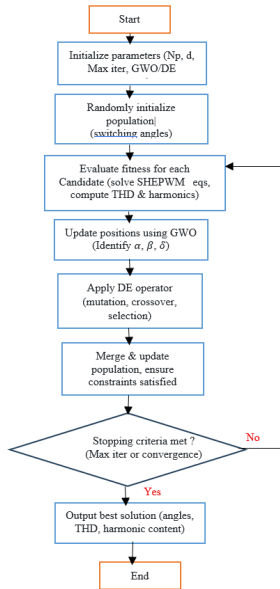 Start
Initialize parameters (Np, d,
Max iter, GWO/DE
Randomly initialize
population|
(switching angles)
Evaluate fitness for each
Candidate (solve SHEPWM eqs,
compute THD & harmonics)
Update positions using GWO
(Identify α, β, δ)
Apply DE operator
(mutation, crossover,
selection)
Merge & update
population, ensure
constraints satisfied
Stopping criteria met ?
(Max iter or convergence)
No
Yes
Output best solution (angles,
THD, harmonic content)
End